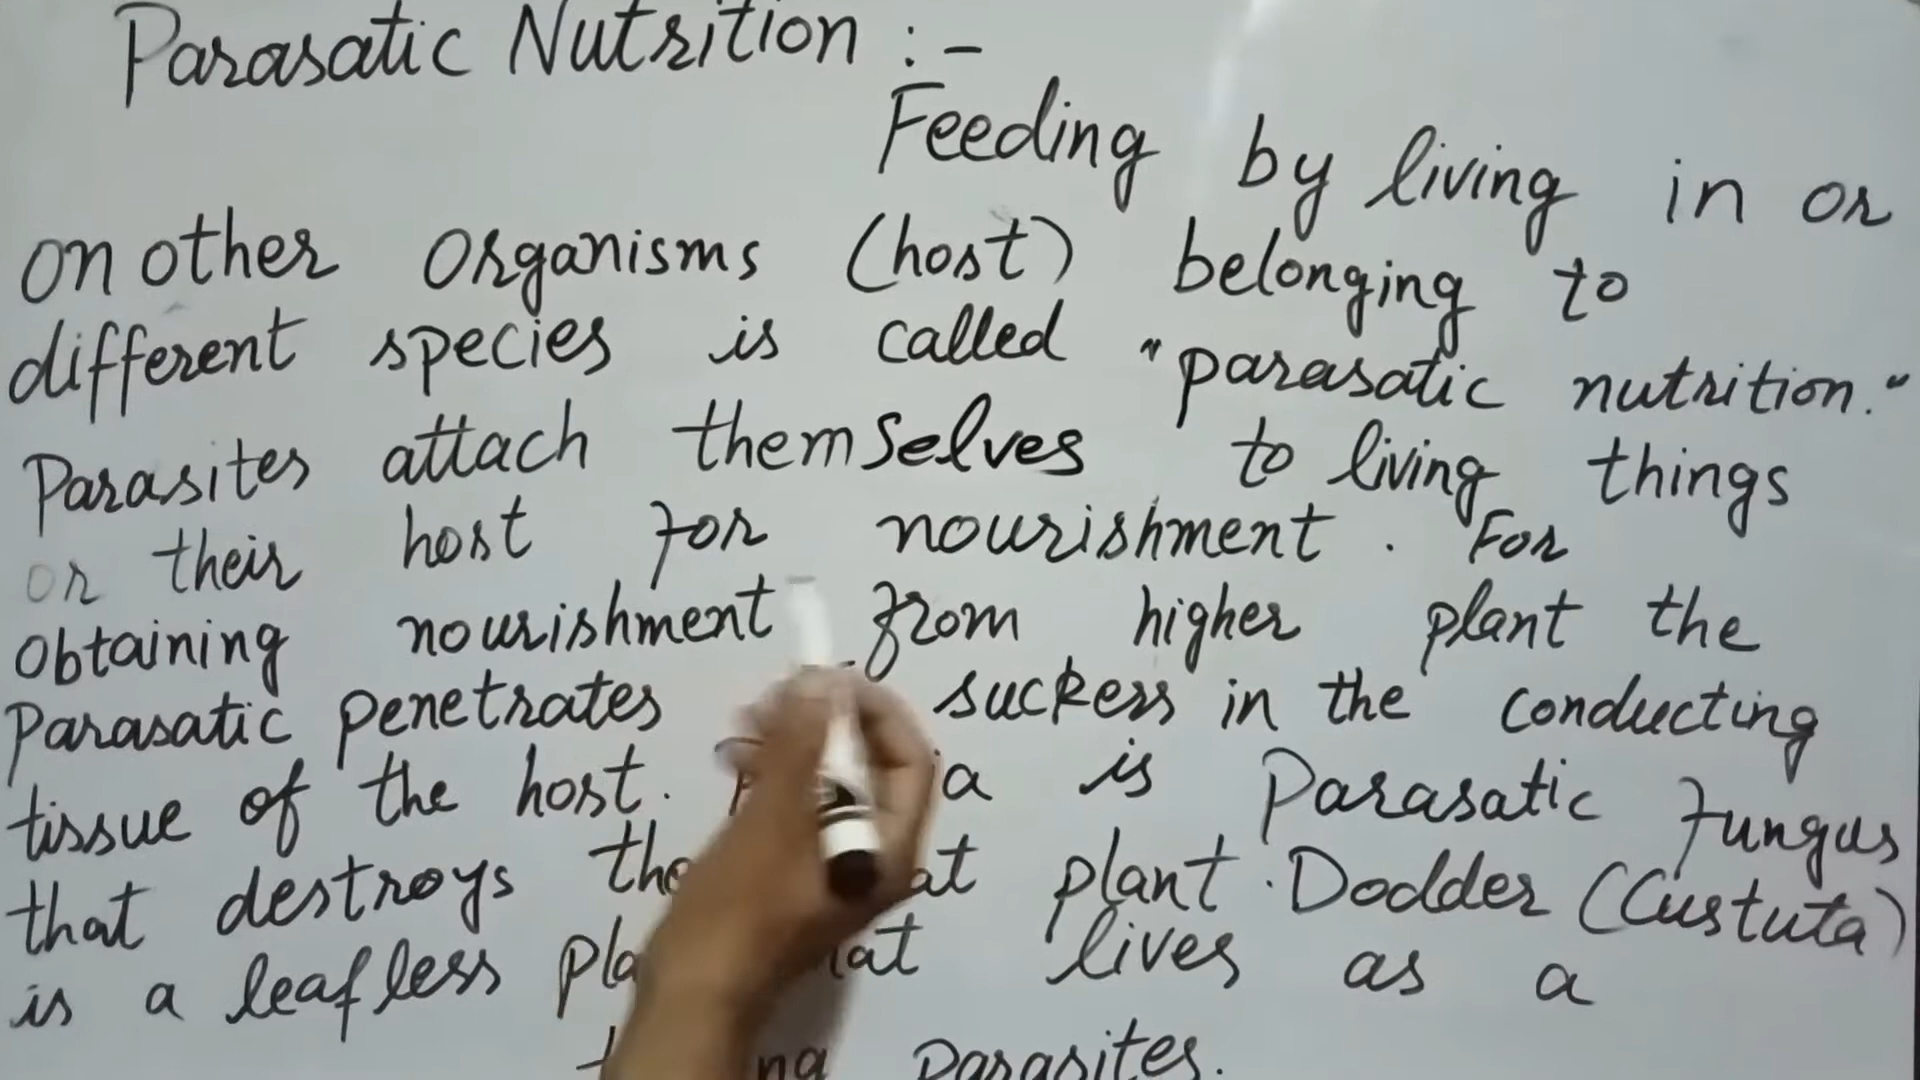 Parasatic Nutrition :-
Feeding by living in or
on other organisms (host) belonging to
different species is called "parasatic nutrition."
Parasites attach themselves to living things
or their host for nourishment. For
obtaining nourishment from higher plant the
Parasatic penetrates suckers in the conducting
tissue of the host. is Parasatic fungus
that destroys the plant. Dodder (Custuta)
is a leafless lives as a
Parasites.